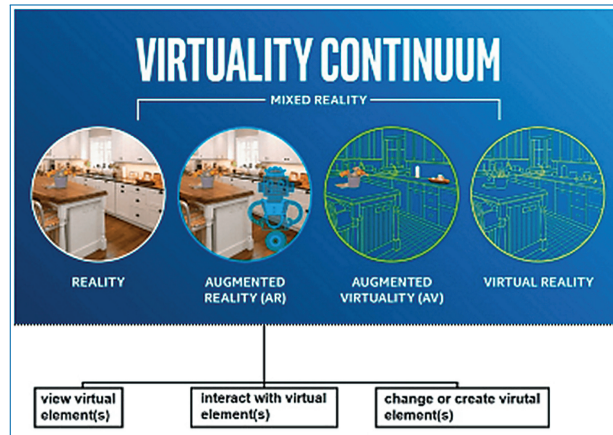 VIRTUALITY CONTINUUM
MIXED REALITY
REALITY
AUGMENTED
REALITY (AR)
AUGMENTED
VIRTUALITY (AV)
VIRTUAL REALITY
view virtual
element(s)
interact with virtual
element(s)
change or create virutal
element(s)